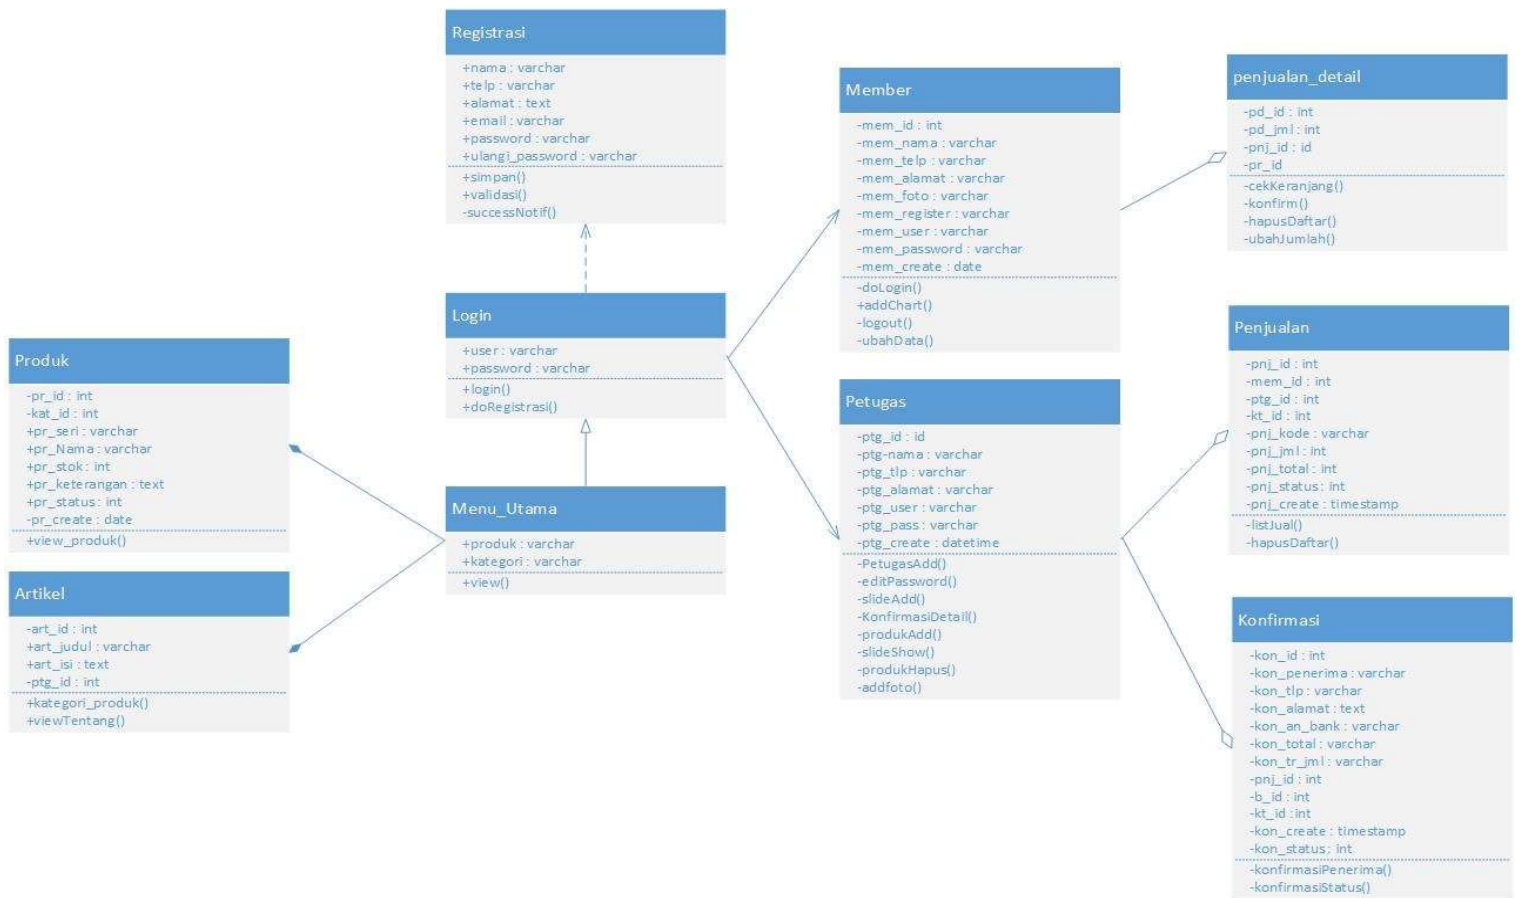 Registrasi
+nama : varchar
+telp : varchar
+alamat : text
+email : varchar
+password : varchar
+ulangi_password : varchar
+simpan()
+validasi()
-successNotif()
Login
+user : varchar
+password : varchar
+login()
+doRegistrasi()
Menu_Utama
+produk : varchar
+kategori : varchar
+view()
Produk
-pr_id : int
-kat_id : int
+pr_seri : varchar
+pr_Nama : varchar
+pr_stok : int
+pr_keterangan : text
+pr_status : int
-pr_create : date
+view_produk()
Artikel
-art_id : int
+art_judul : varchar
+art_isi : text
-ptg_id : int
+kategori_produk()
+viewTentang()
Member
-mem_id : int
-mem_nama : varchar
-mem_telp : varchar
-mem_alamat : varchar
-mem_foto : varchar
-mem_register : varchar
-mem_user : varchar
-mem_password : varchar
-mem_create : date
-doLogin()
+addChart()
-logout()
-ubahData()
Petugas
-ptg_id : id
-ptg-nama : varchar
-ptg_tlp : varchar
-ptg_alamat : varchar
-ptg_user : varchar
-ptg_pass : varchar
-ptg_create : datetime
-PetugasAdd()
-editPassword()
-slideAdd()
-KonfirmasiDetail()
-produkAdd()
-slideShow()
-produkHapus()
-addfoto()
penjualan_detail
-pd_id : int
-pd_jml : int
-pnj_id : id
-pr_id
-cekKeranjang()
-konfirm()
-hapusDaftar()
-ubahJumlah()
Penjualan
-pnj_id : int
-mem_id : int
-ptg_id : int
-kt_id : int
-pnj_kode : varchar
-pnj_jml : int
-pnj_total : int
-pnj_status : int
-pnj_create : timestamp
-listJual()
-hapusDaftar()
Konfirmasi
-kon_id : int
-kon_penerima : varchar
-kon_tlp : varchar
-kon_alamat : text
-kon_an_bank : varchar
-kon_total : varchar
-kon_tr_jml : varchar
-pnj_id : int
-b_id : int
-kt_id :int
-kon_create : timestamp
-kon_status : int
-konfirmasiPenerima()
-konfirmasiStatus()